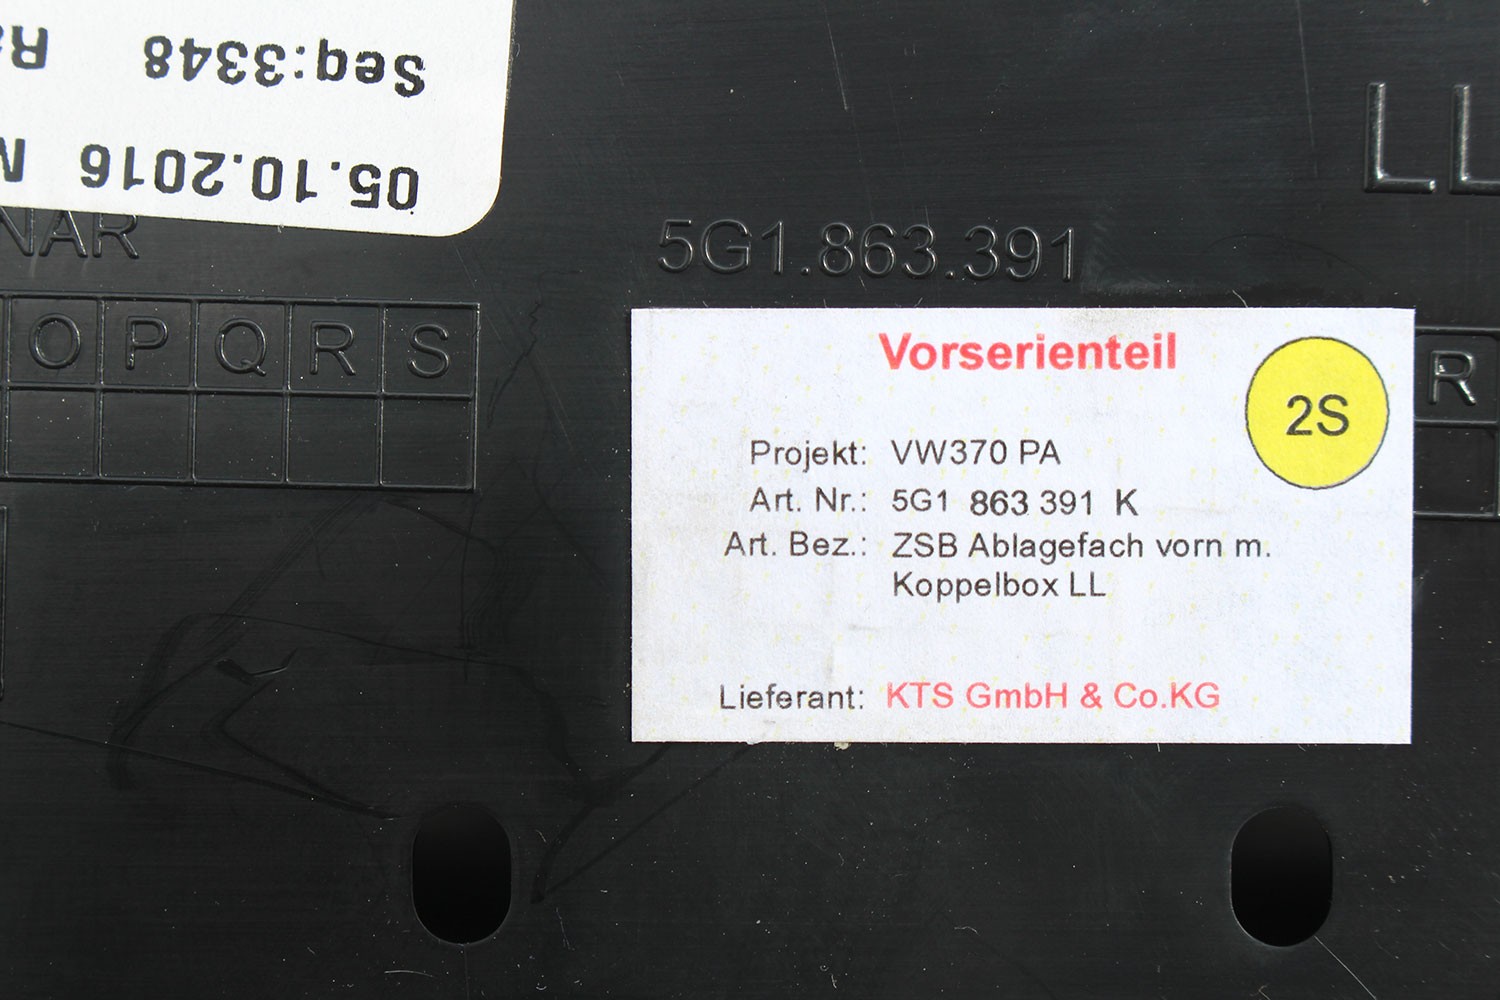 05.10.2016
Seq:3348
NAR
LL
5G1.863.391
O P Q R S
R
Vorserienteil
2S
Projekt: VW370 PA
Art. Nr.: 5G1 863 391 K
Art. Bez.: ZSB Ablagefach vorn m.
Koppelbox LL
Lieferant: KTS GmbH & Co.KG